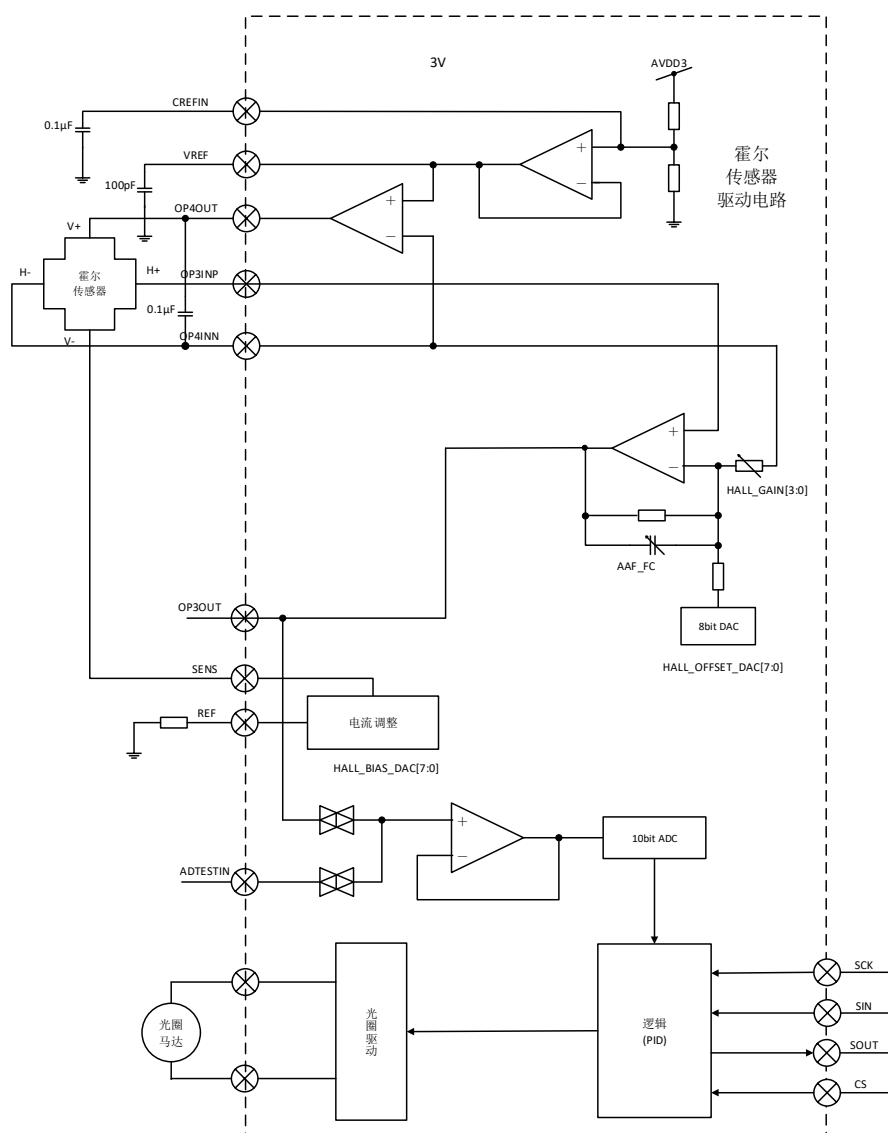 3V
AVDD3
CREFIN
0.1μF
VREF
100pF
OP4OUT
霍尔
传感器
驱动电路
+
−
+
−
V+
H-
H+
霍尔
传感器
OP3INP
0.1μF
V-
OP4INN
+
−
HALL_GAIN[3:0]
AAF_FC
OP3OUT
8bit DAC
HALL_OFFSET_DAC[7:0]
SENS
REF
电流调整
HALL_BIAS_DAC[7:0]
+
−
10bit ADC
ADTESTIN
光圈
马达
光圈驱动
逻辑
(PID)
SCK
SIN
SOUT
CS